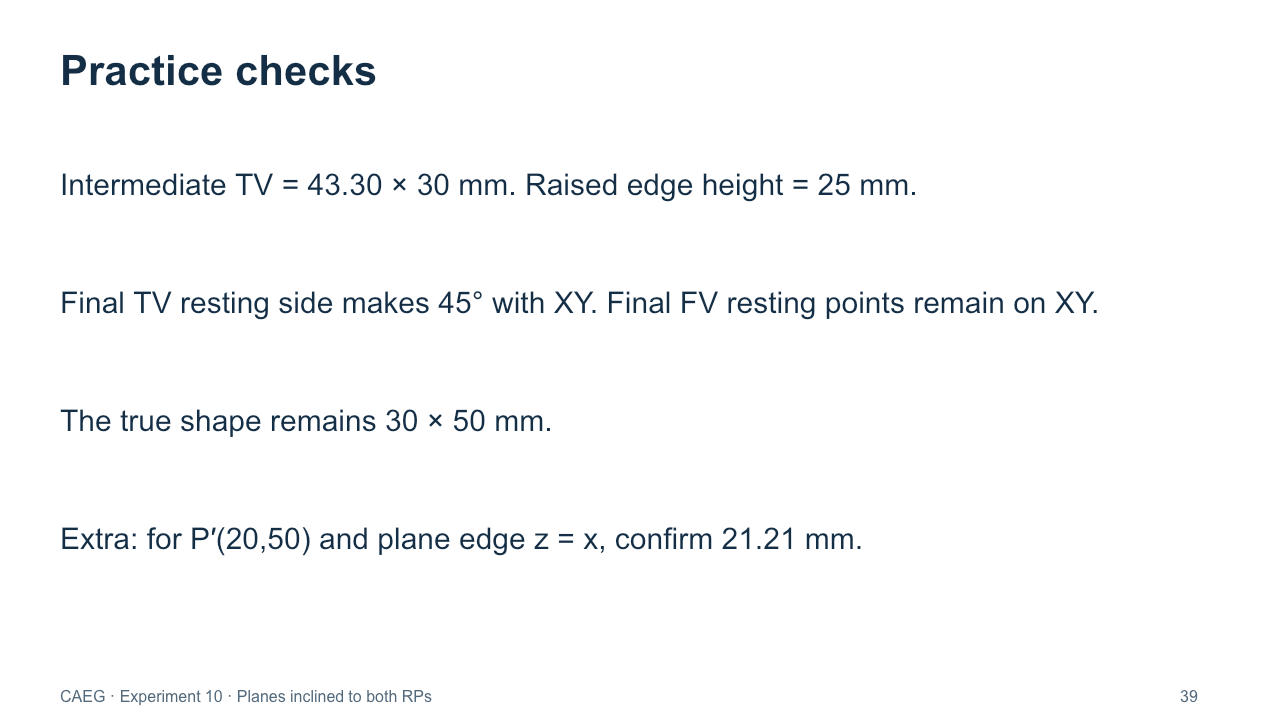 Practice checks
Intermediate TV = 43.30 × 30 mm. Raised edge height = 25 mm.
Final TV resting side makes 45° with XY. Final FV resting points remain on XY.
The true shape remains 30 × 50 mm.
Extra: for P′(20,50) and plane edge z = x, confirm 21.21 mm.
CAEG · Experiment 10 · Planes inclined to both RPs
39